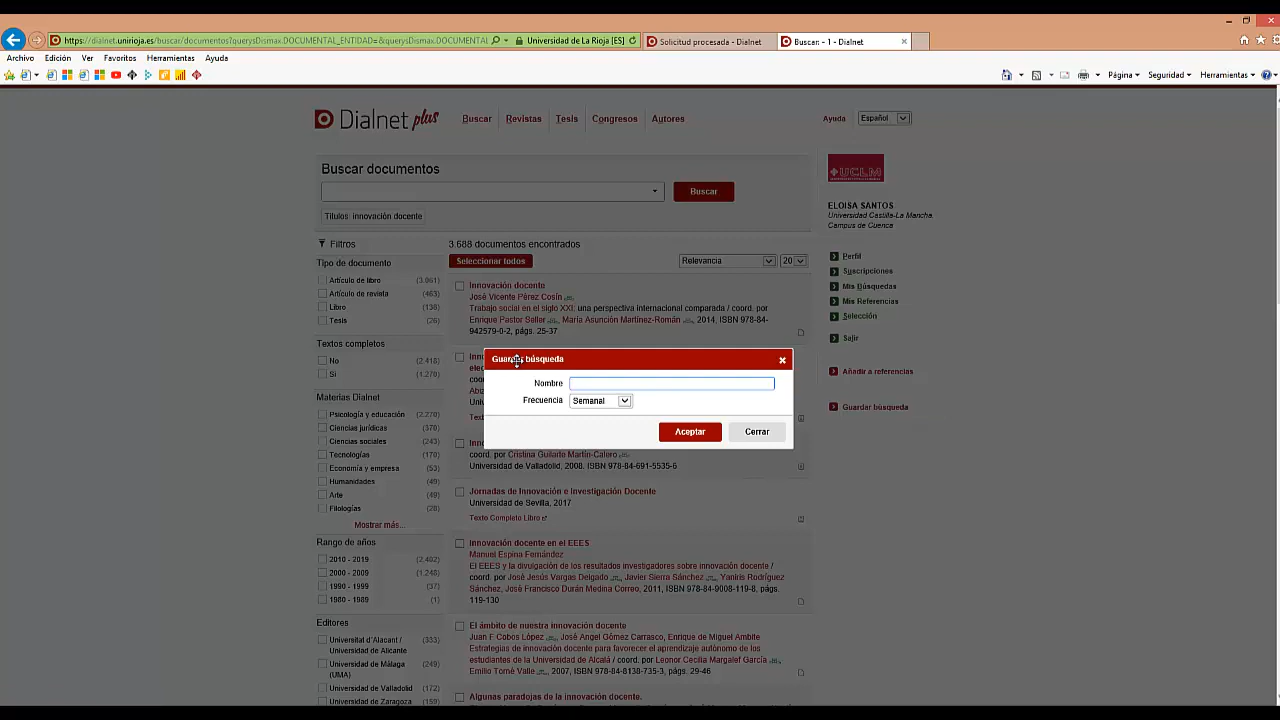 https://dialnet.unirioja.es/buscar/documentos?querysDismax.DOCUMENTAL_ENTIDAD=&querysDismax.DOCUMENTAL
Universidad de La Rioja [ES]
Solicitud procesada - Dialnet
Buscar: - 1 - Dialnet
Archivo Edición Ver Favoritos Herramientas Ayuda
Página Seguridad Herramientas
Dialnet plus
Buscar Revistas Tesis Congresos Autores
Ayuda Español
Buscar documentos
Buscar
Títulos: innovación docente
UCLM
ELOISA SANTOS
Universidad Castilla-La Mancha.
Campus de Cuenca
Perfil
Suscripciones
Mis Búsquedas
Mis Referencias
Selección
Salir
Añadir a referencias
Guardar búsqueda
Filtros
Tipo de documento
Artículo de libro (3.061)
Artículo de revista (463)
Libro (138)
Tesis (26)
Textos completos
No (2.418)
Sí (1.270)
Materias Dialnet
Psicología y educación (2.270)
Ciencias jurídicas (370)
Ciencias sociales (243)
Tecnologías (170)
Economía y empresa (53)
Humanidades (49)
Arte (49)
Filologías (28)
Mostrar más...
Rango de años
2010 - 2019 (2.402)
2000 - 2009 (1.248)
1990 - 1999 (37)
1980 - 1989 (1)
Editores
Universitat d'Alacant / (333)
Universidad de Alicante
Universidad de Málaga (249)
(UMA)
Universidad de Valladolid (172)
Universidad de Zaragoza (159)
3.688 documentos encontrados
Seleccionar todos
Relevancia 20
Innovación docente
José Vicente Pérez Cosín
Trabajo social en el siglo XXI: una perspectiva internacional comparada / coord. por
Enrique Pastor Seller, María Asunción Martínez-Román, 2014, ISBN 978-84-
942579-0-2, págs. 25-37
Guardar búsqueda
Nombre
Frecuencia Semanal
Aceptar Cerrar
coord. por Cristina Guilarte Martín-Calero
Universidad de Valladolid, 2008. ISBN 978-84-691-5535-6
Jornadas de Innovación e Investigación Docente
Universidad de Sevilla, 2017
Texto Completo Libro
Innovación docente en el EEES
Manuel Espina Fernández
El EEES y la divulgación de los resultados investigadores sobre innovación docente /
coord. por José Jesús Vargas Delgado, Javier Sierra Sánchez, Yaniris Rodríguez
Sánchez, José Francisco Durán Medina Correo, 2011, ISBN 978-84-9008-119-8, págs.
119-130
El ámbito de nuestra innovación docente
Juan F Cobos López, José Angel Gómez Carrasco, Enrique de Miguel Ambite
Estrategias de innovación docente para favorecer el aprendizaje autónomo de los
estudiantes de la Universidad de Alcalá / coord. por Leonor Cecilia Margalef García,
Emilio Torné Valle, 2007, ISBN 978-84-8138-735-3, págs. 29-46
Algunas paradojas de la innovación docente.